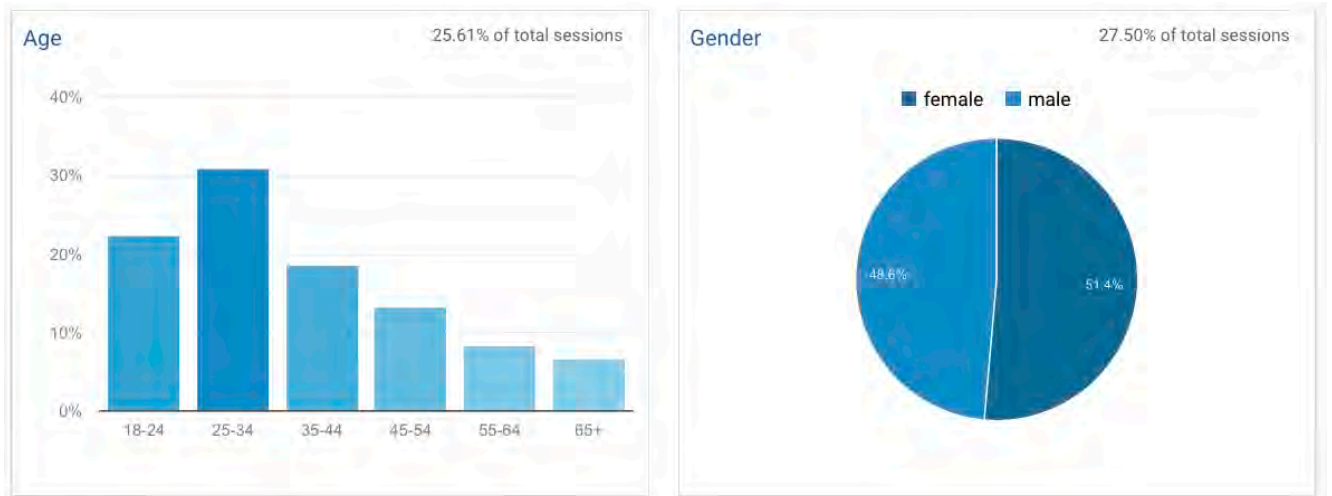 Age
25.61% of total sessions
40%
30%
20%
10%
0%
18-24
25-34
35-44
45-54
55-64
65+
Gender
27.50% of total sessions
female
male
48.6%
51.4%